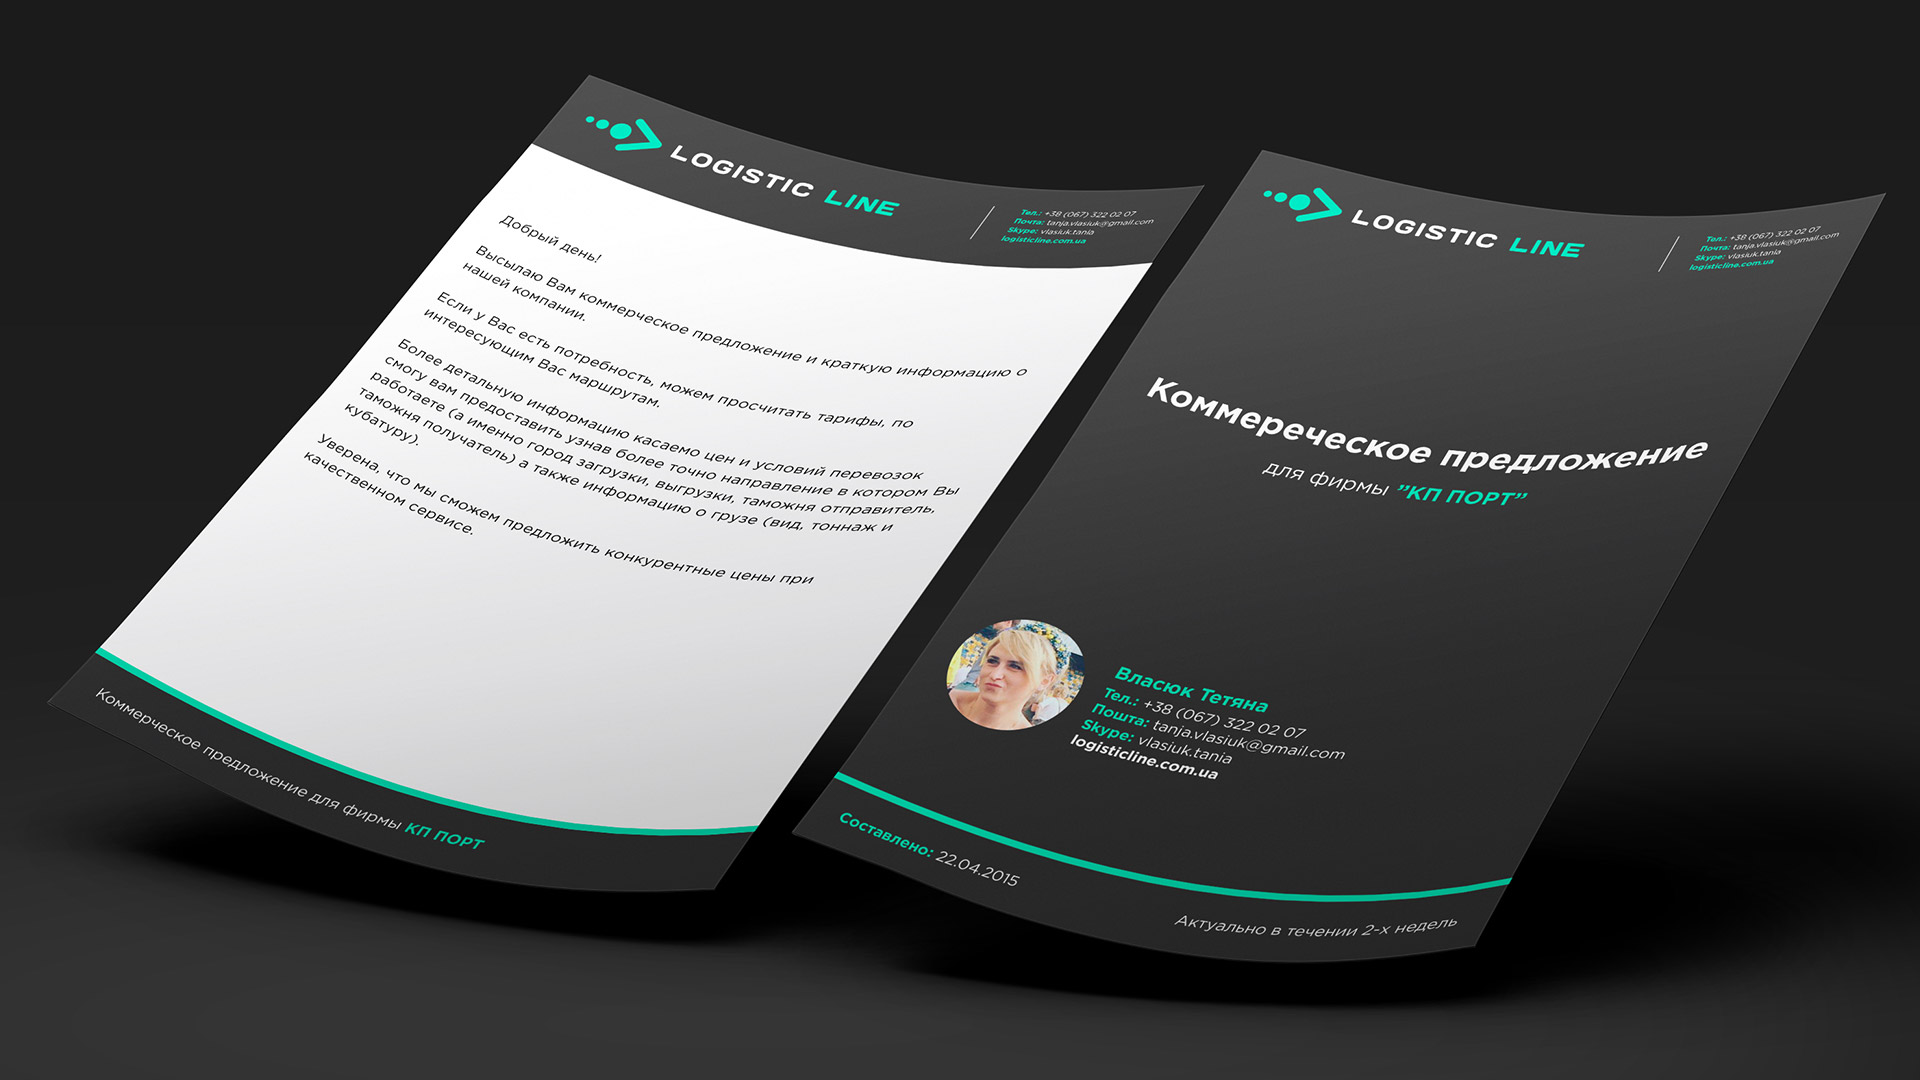 LOGISTIC LINE
Тел.: +38 (067) 322 02 07
Почта: tanja.vlasiuk@gmail.com
Skype: vlasiuk.tania
logisticline.com.ua
Добрый день!
Высылаю Вам коммерческое предложение и краткую информацию о
нашей компании.
Если у Вас есть потребность, можем просчитать тарифы, по
интересующим Вас маршрутам.
Более детальную информацию касаемо цен и условий перевозок
смогу вам предоставить узнав более точно направление в котором Вы
работаете (а именно город загрузки, выгрузки, таможня отправитель,
таможня получатель) а также информацию о грузе (вид, тоннаж и
кубатуру).
Уверена, что мы сможем предложить конкурентные цены при
качественном сервисе.
Коммерческое предложение для фирмы КП ПОРТ
LOGISTIC LINE
Тел.: +38 (067) 322 02 07
Почта: tanja.vlasiuk@gmail.com
Skype: vlasiuk.tania
logisticline.com.ua
Коммереческое предложение
для фирмы "КП ПОРТ"
Власюк Тетяна
Тел.: +38 (067) 322 02 07
Пошта: tanja.vlasiuk@gmail.com
Skype: vlasiuk.tania
logisticline.com.ua
Составлено: 22.04.2015
Актуально в течении 2-х недель